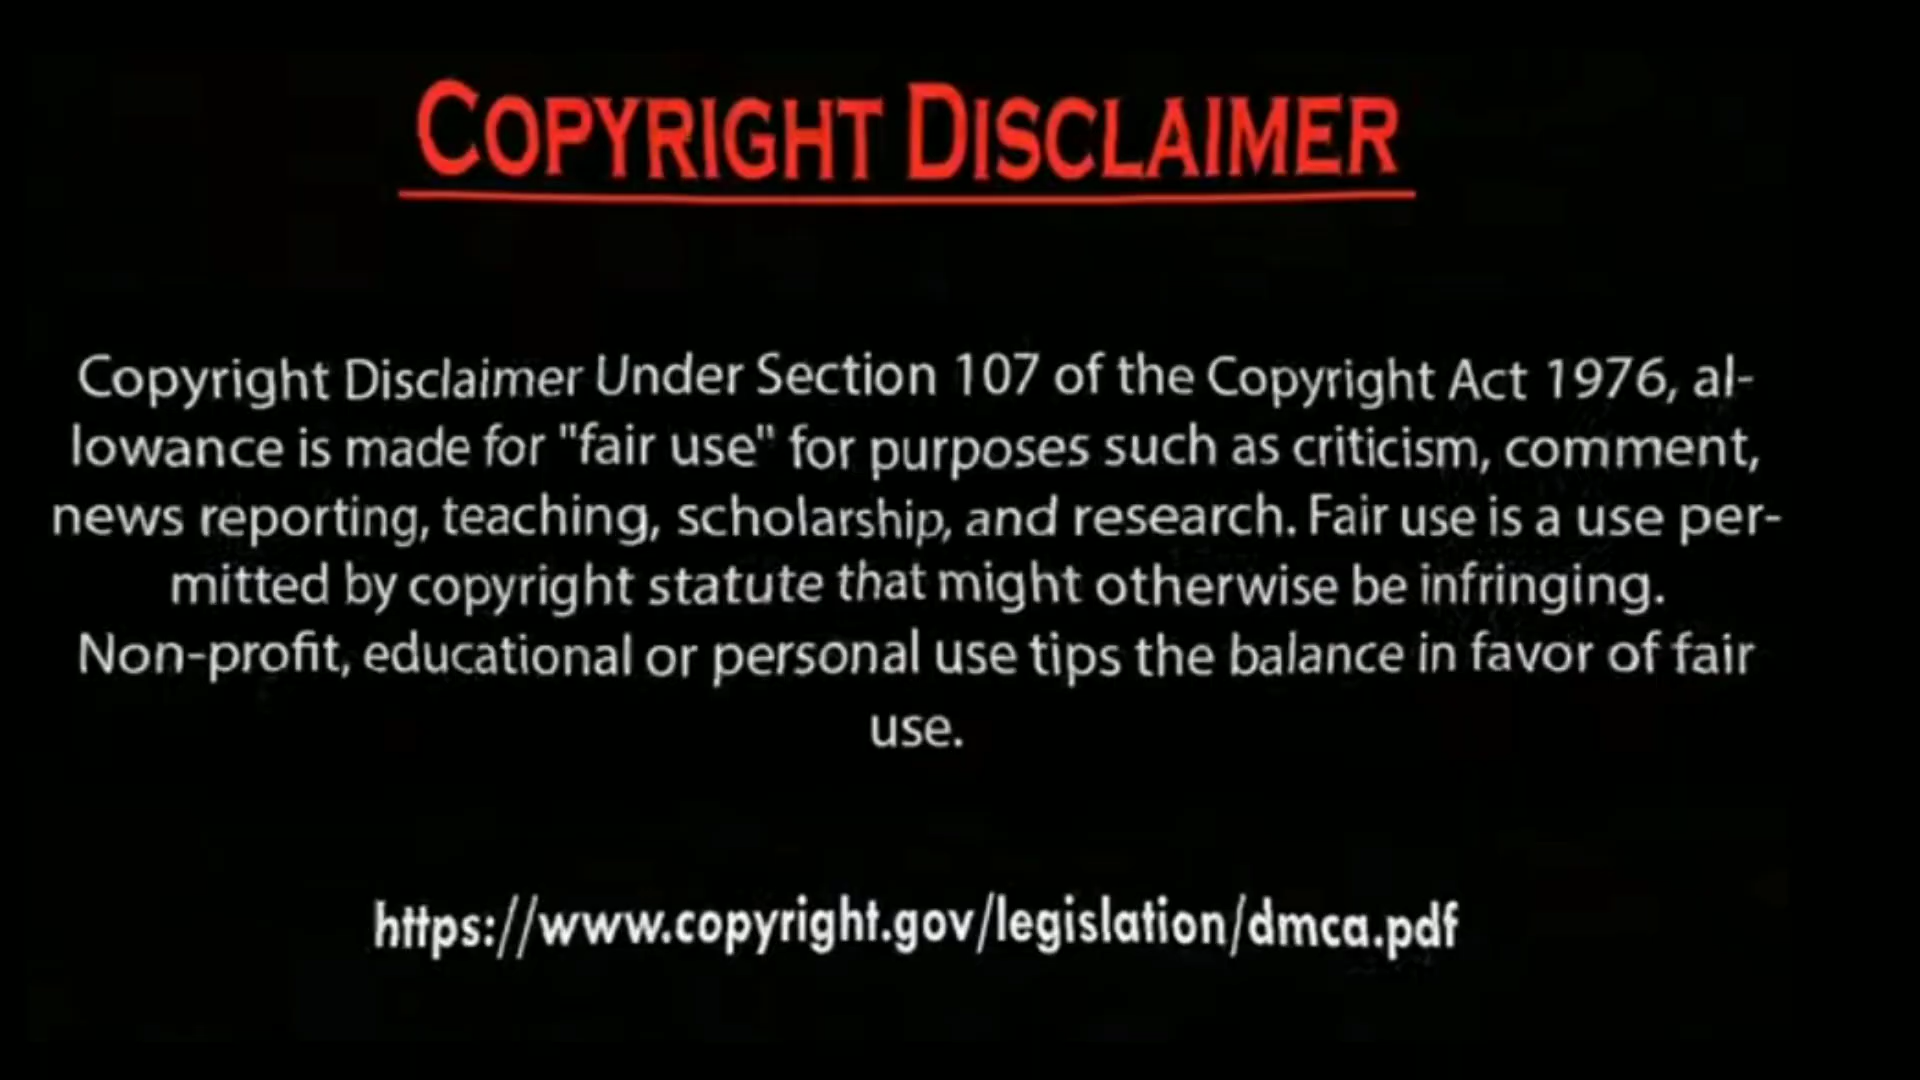 COPYRIGHT DISCLAIMER
Copyright Disclaimer Under Section 107 of the Copyright Act 1976, al-
lowance is made for "fair use" for purposes such as criticism, comment,
news reporting, teaching, scholarship, and research. Fair use is a use per-
mitted by copyright statute that might otherwise be infringing.
Non-profit, educational or personal use tips the balance in favor of fair
use.
https://www.copyright.gov/legislation/dmca.pdf